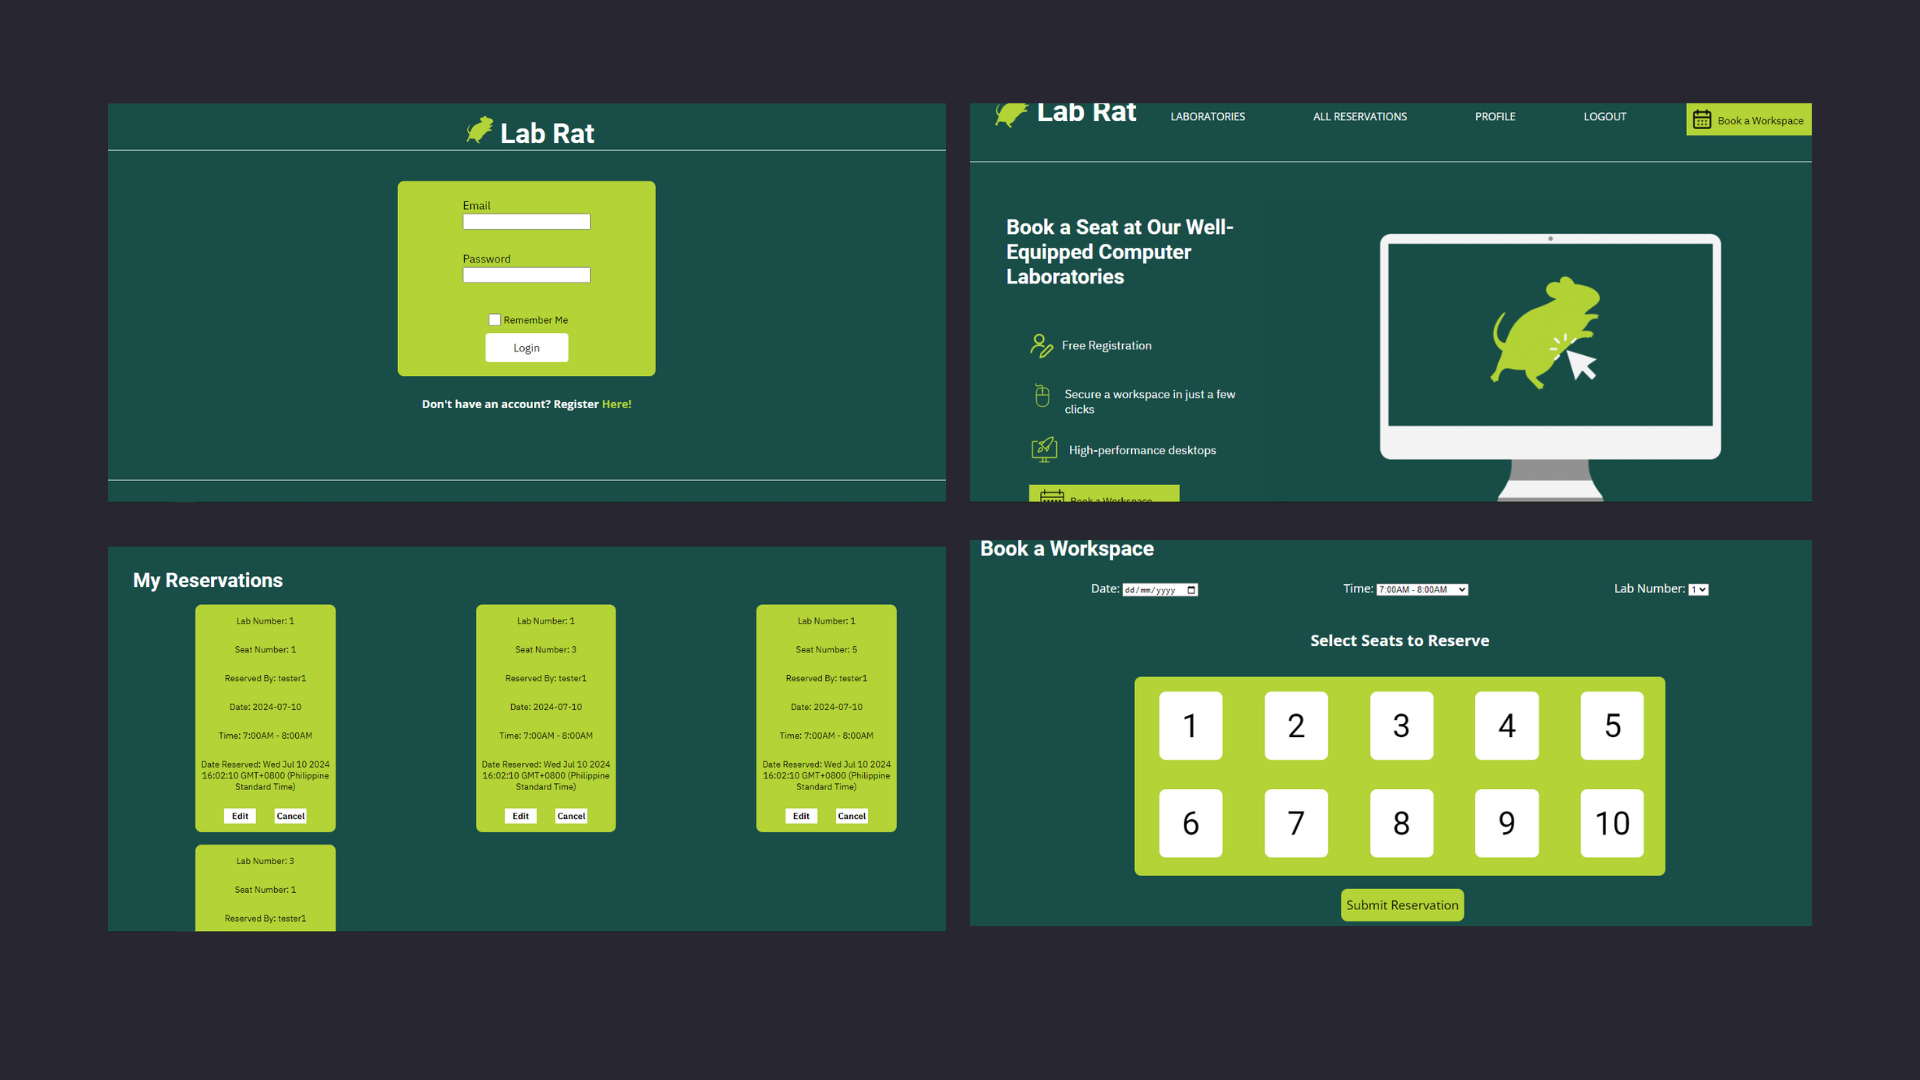 Lab Rat
Email
Password
Remember Me
Login
Don't have an account? Register Here!
Lab Rat
LABORATORIES
ALL RESERVATIONS
PROFILE
LOGOUT
Book a Workspace
Book a Seat at Our Well-
Equipped Computer
Laboratories
Free Registration
Secure a workspace in just a few
clicks
High-performance desktops
Book a Workspace
My Reservations
Lab Number: 1
Seat Number: 1
Reserved By: tester1
Date: 2024-07-10
Time: 7:00AM - 8:00AM
Date Reserved: Wed Jul 10 2024
16:02:10 GMT+0800 (Philippine
Standard Time)
Edit
Cancel
Lab Number: 1
Seat Number: 3
Reserved By: tester1
Date: 2024-07-10
Time: 7:00AM - 8:00AM
Date Reserved: Wed Jul 10 2024
16:02:10 GMT+0800 (Philippine
Standard Time)
Edit
Cancel
Lab Number: 1
Seat Number: 5
Reserved By: tester1
Date: 2024-07-10
Time: 7:00AM - 8:00AM
Date Reserved: Wed Jul 10 2024
16:02:10 GMT+0800 (Philippine
Standard Time)
Edit
Cancel
Lab Number: 3
Seat Number: 1
Reserved By: tester1
Book a Workspace
Date: dd/mm/yyyy
Time: 7:00AM - 8:00AM
Lab Number: 1
Select Seats to Reserve
1 2 3 4 5
6 7 8 9 10
Submit Reservation